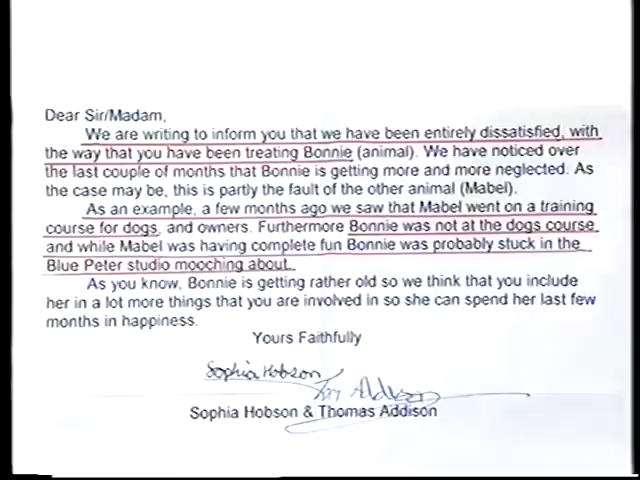 Dear Sir/Madam,
We are writing to inform you that we have been entirely dissatisfied, with
the way that you have been treating Bonnie (animal). We have noticed over
the last couple of months that Bonnie is getting more and more neglected. As
the case may be, this is partly the fault of the other animal (Mabel).
As an example, a few months ago we saw that Mabel went on a training
course for dogs, and owners. Furthermore Bonnie was not at the dogs course
and while Mabel was having complete fun Bonnie was probably stuck in the
Blue Peter studio mooching about.
As you know, Bonnie is getting rather old so we think that you include
her in a lot more things that you are involved in so she can spend her last few
months in happiness.
Yours Faithfully
Sophia Hobson
Tom Addison
Sophia Hobson & Thomas Addison